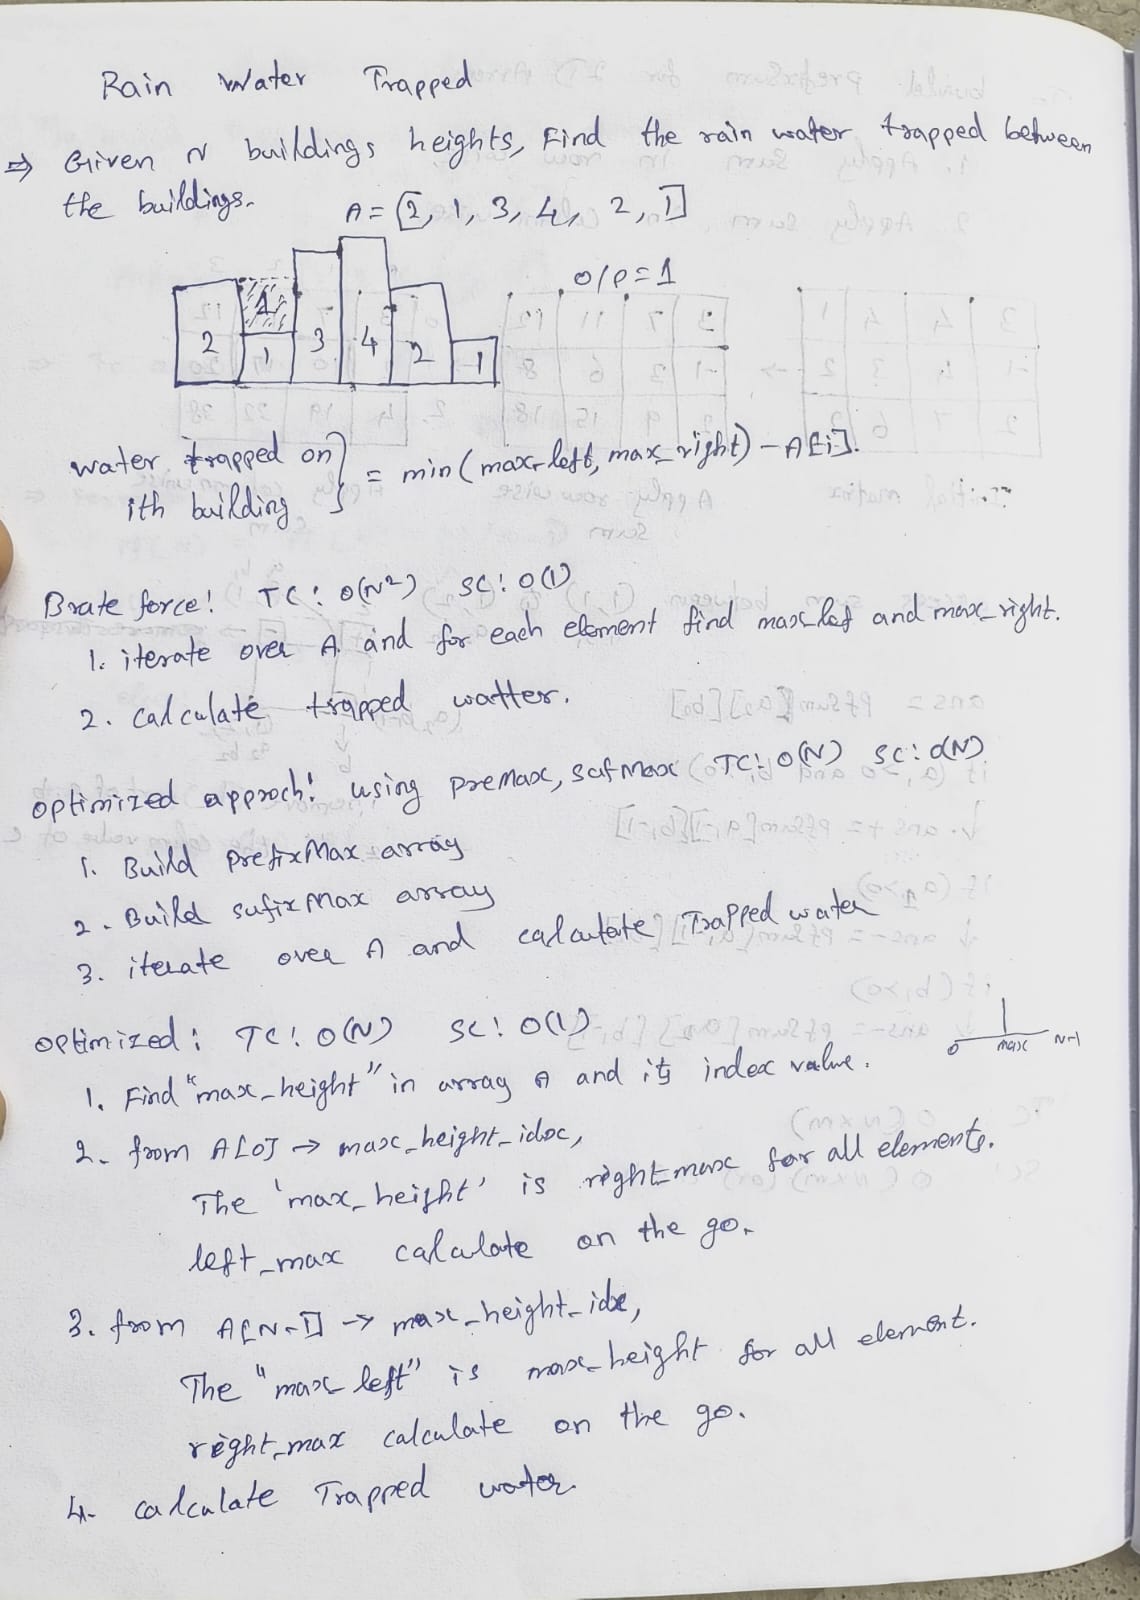 Rain Water Trapped
⇒ Given N buildings heights, Find the rain water trapped between
the buildings.
A = [2, 1, 3, 4, 2, 1]
o/p = 1
2 1 1 3 4 2 1
water trapped on
ith building } = min(max_left, max_right) - A[i].
Brute force! TC: O(N²) SC: O(1)
1. iterate over A and for each element find max_lef and max_right.
2. Calculate trapped watter.
optimized approch! using premax, sufmax TC: O(N) SC: O(N)
1. Build prefixMax array
2. Build sufixMax array
3. iterate over A and calculate Trapped water
optimized: TC: O(N) SC: O(1)
0 max N-1
1. Find "max_height" in array A and its index value.
2. from A[0] → max_height_idx,
The 'max_height' is right_max for all elements.
left_max calculate on the go.
3. from A[N-1] → max_height_idx,
The "max_left" is max_height for all element.
right_max calculate on the go.
4. calculate Trapped water.